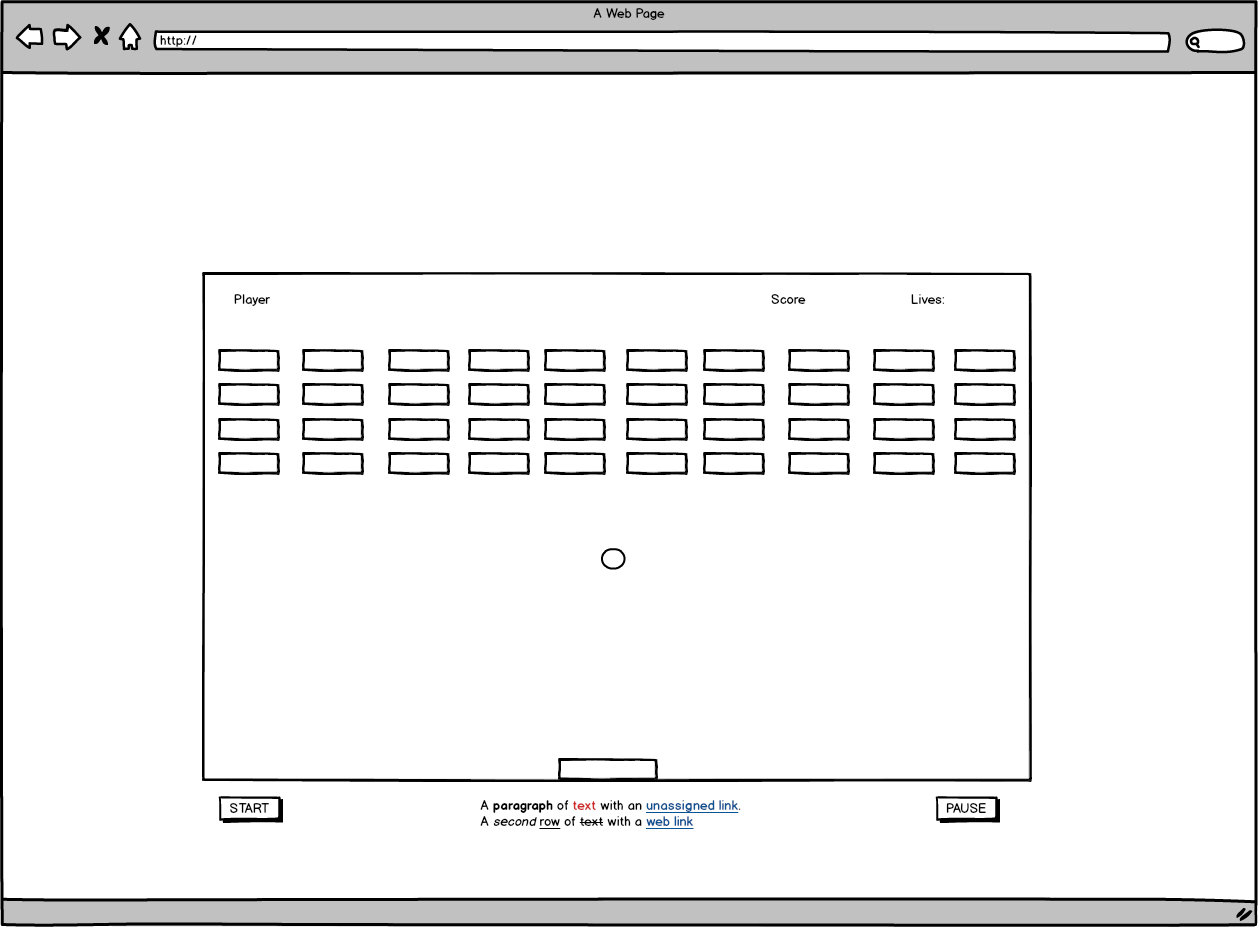 A Web Page
http://
Player Score Lives:
START
A paragraph of text with an unassigned link.
A second row of text with a web link
PAUSE